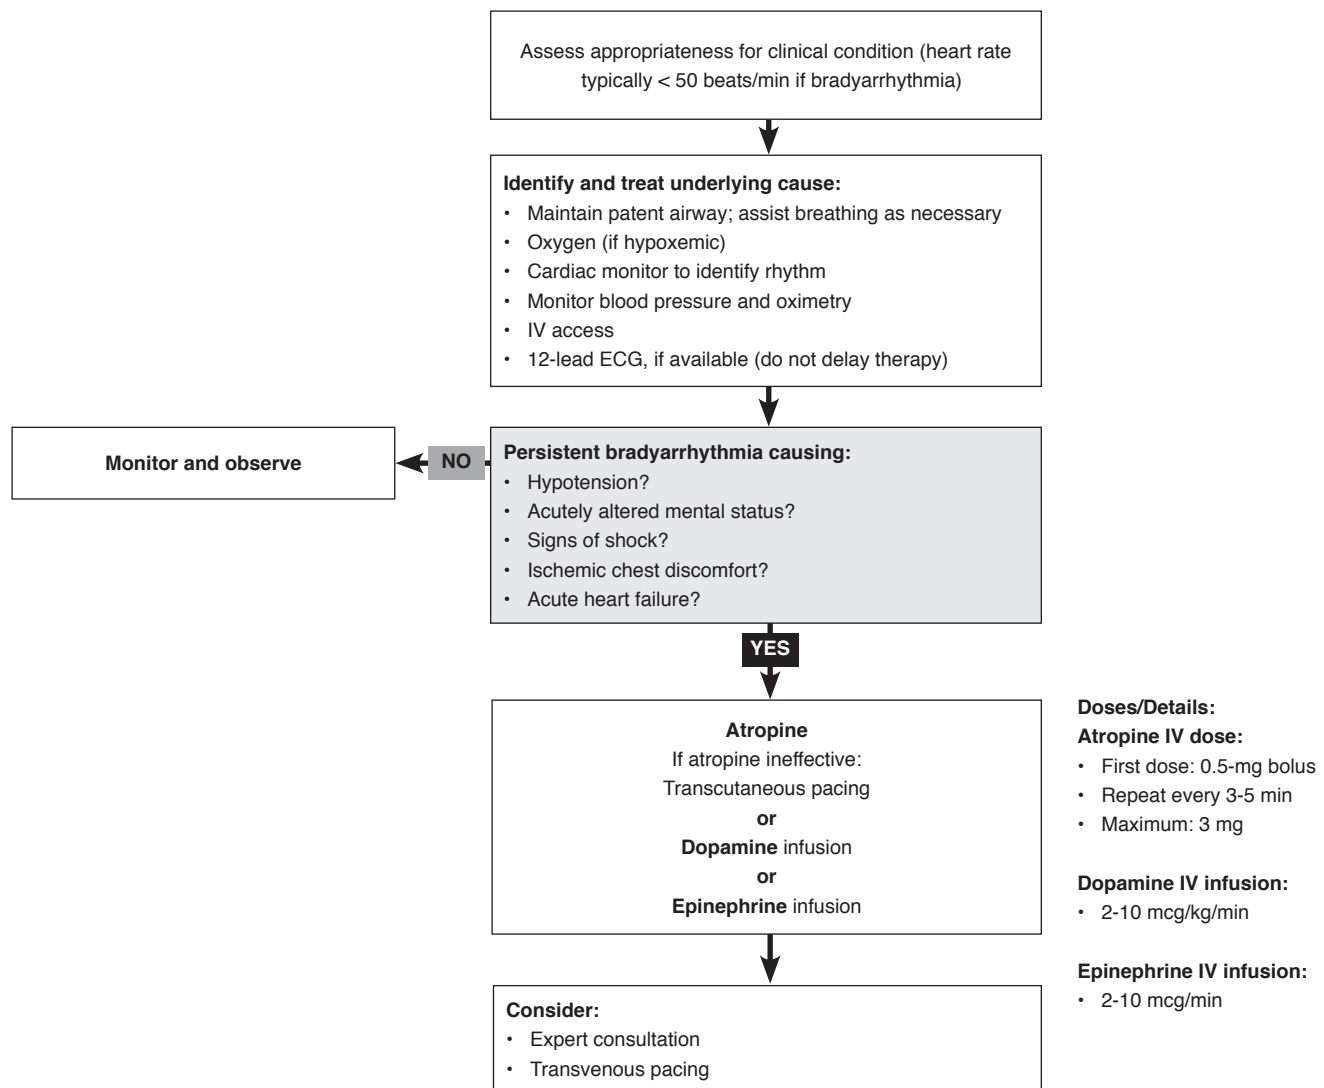 Assess appropriateness for clinical condition (heart rate
typically < 50 beats/min if bradyarrhythmia)
Identify and treat underlying cause:
• Maintain patent airway; assist breathing as necessary
• Oxygen (if hypoxemic)
• Cardiac monitor to identify rhythm
• Monitor blood pressure and oximetry
• IV access
• 12-lead ECG, if available (do not delay therapy)
Persistent bradyarrhythmia causing:
• Hypotension?
• Acutely altered mental status?
• Signs of shock?
• Ischemic chest discomfort?
• Acute heart failure?
NO
Monitor and observe
YES
Atropine
If atropine ineffective:
Transcutaneous pacing
or
Dopamine infusion
or
Epinephrine infusion
Doses/Details:
Atropine IV dose:
• First dose: 0.5-mg bolus
• Repeat every 3-5 min
• Maximum: 3 mg
Dopamine IV infusion:
• 2-10 mcg/kg/min
Epinephrine IV infusion:
• 2-10 mcg/min
Consider:
• Expert consultation
• Transvenous pacing